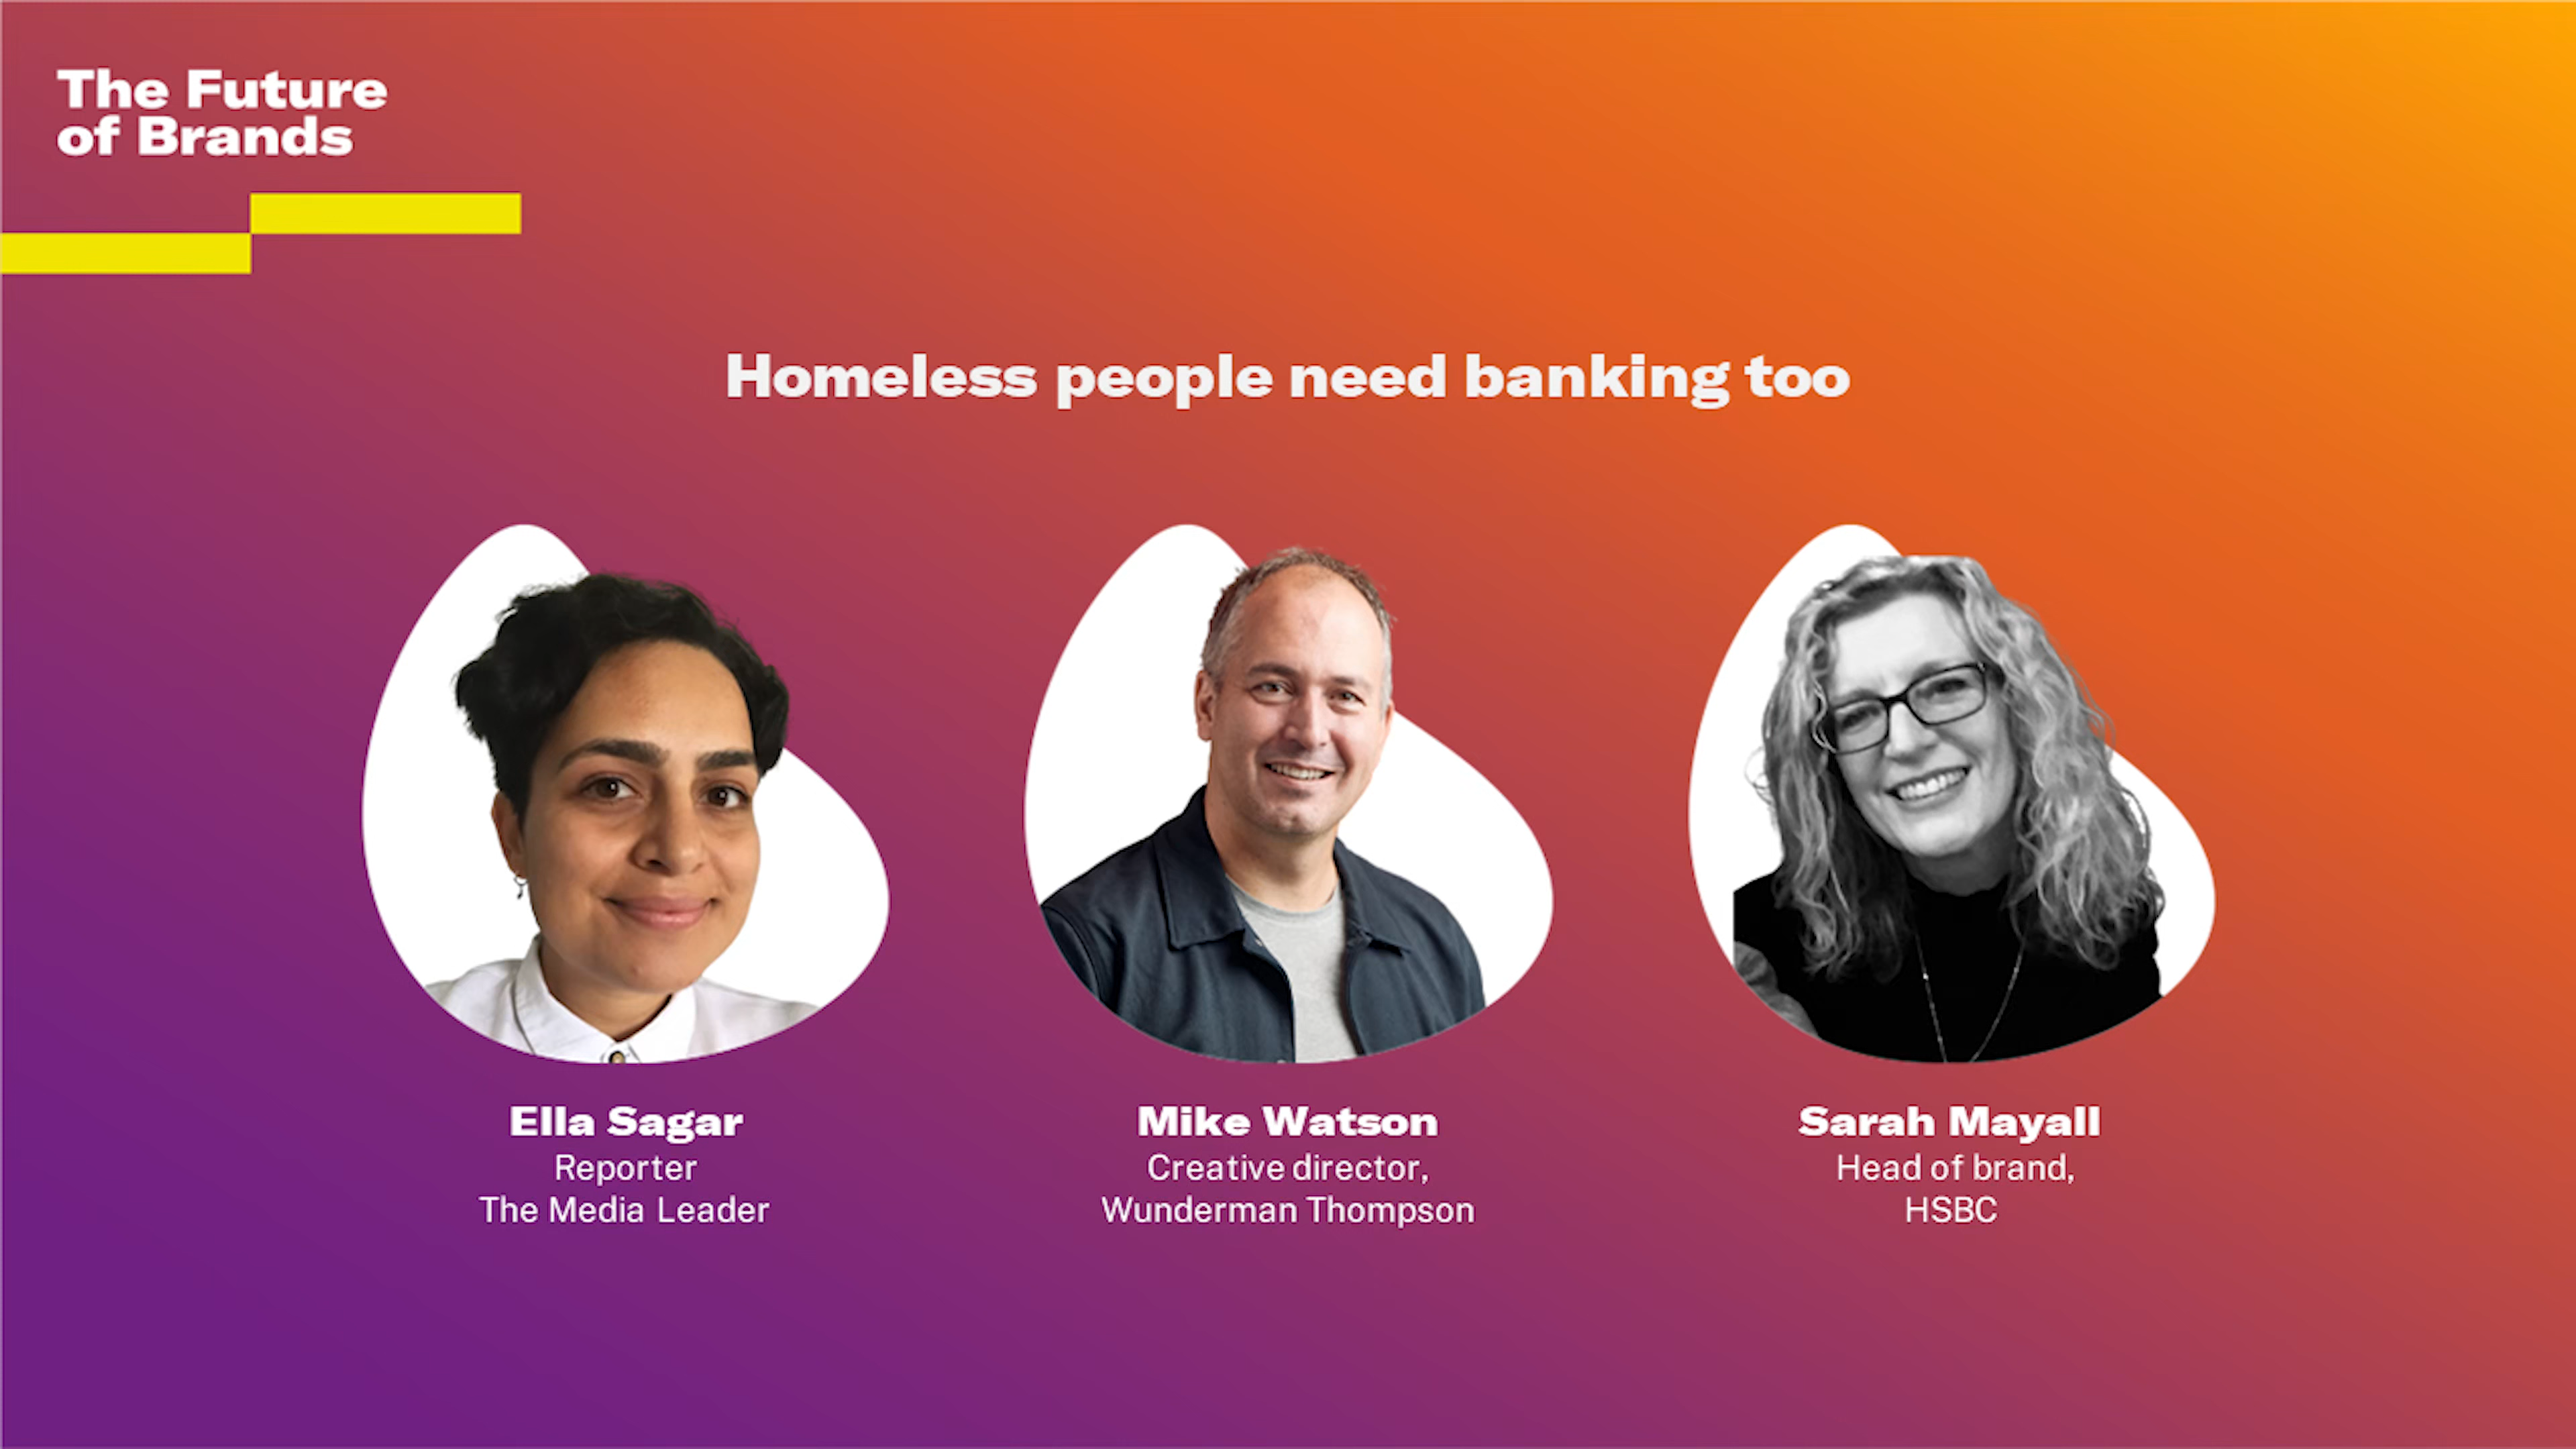 The Future
of Brands
Homeless people need banking too
Ella Sagar
Reporter
The Media Leader
Mike Watson
Creative director,
Wunderman Thompson
Sarah Mayall
Head of brand,
HSBC